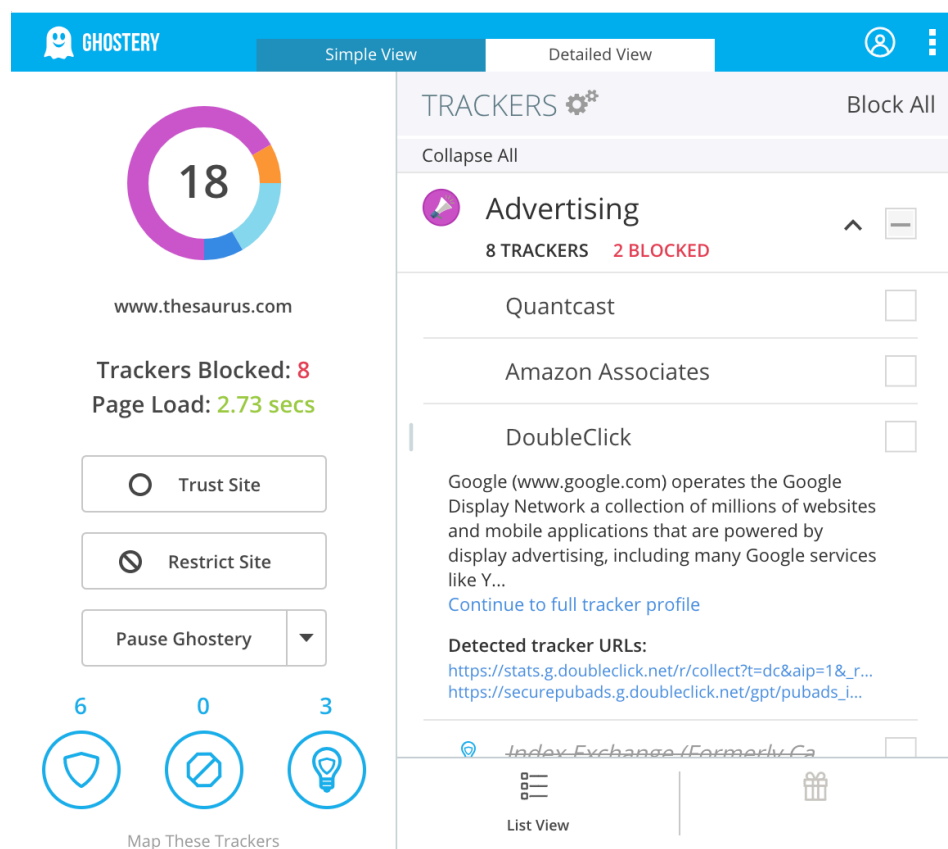 GHOSTERY
Simple View
Detailed View
18
www.thesaurus.com
Trackers Blocked: 8
Page Load: 2.73 secs
Trust Site
Restrict Site
Pause Ghostery
6 0 3
Map These Trackers
TRACKERS
Block All
Collapse All
Advertising
8 TRACKERS 2 BLOCKED
Quantcast
Amazon Associates
DoubleClick
Google (www.google.com) operates the Google
Display Network a collection of millions of websites
and mobile applications that are powered by
display advertising, including many Google services
like Y...
Continue to full tracker profile
Detected tracker URLs:
https://stats.g.doubleclick.net/r/collect?t=dc&aip=1&_r...
https://securepubads.g.doubleclick.net/gpt/pubads_i...
Index Exchange (Formerly Ca
List View